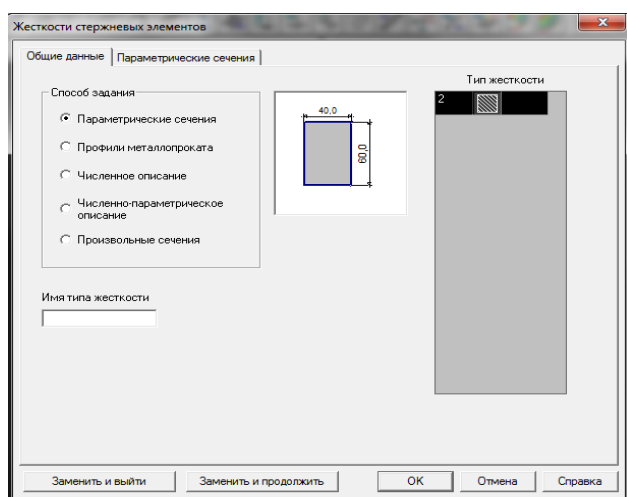 Жесткости стержневых элементов
Общие данные
Параметрические сечения
Способ задания
Параметрические сечения
Профили металлопроката
Численное описание
Численно-параметрическое
описание
Произвольные сечения
40,0
60,0
Тип жесткости
2
Имя типа жесткости
Заменить и выйти
Заменить и продолжить
OK
Отмена
Справка